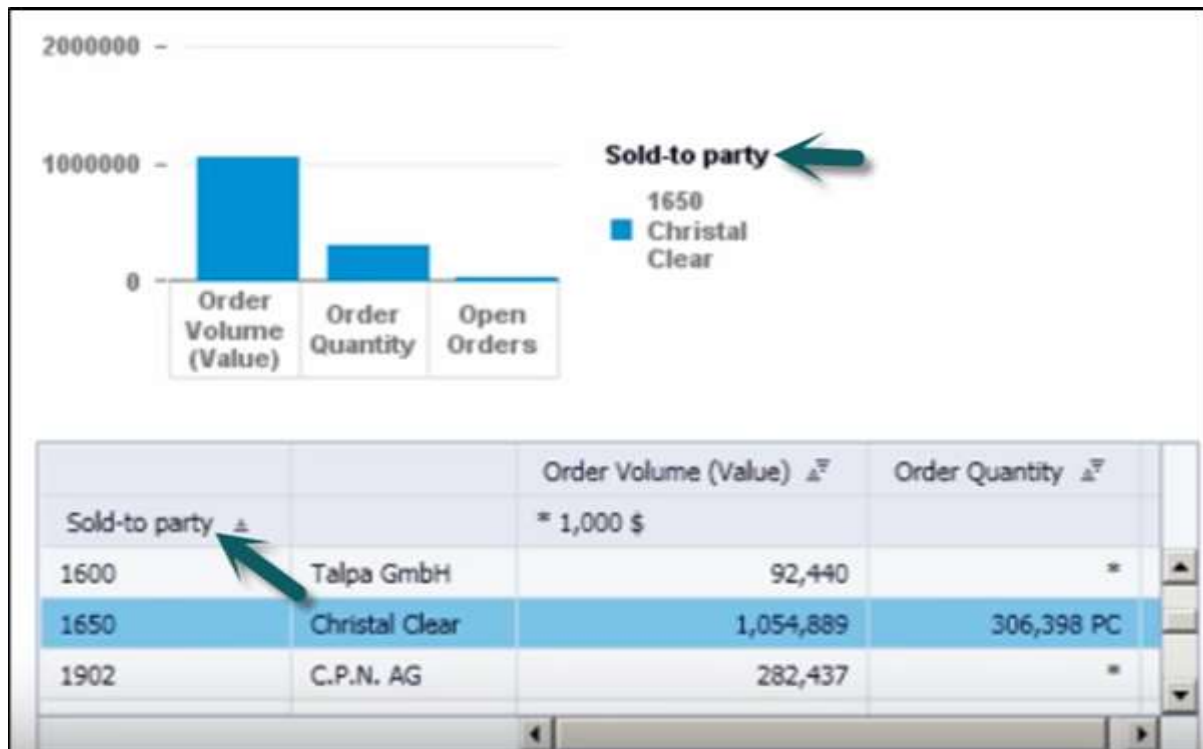 2000000
1000000
0
Order Volume (Value)
Order Quantity
Open Orders
Sold-to party
1650
Christal
Clear
Order Volume (Value) Order Quantity
Sold-to party * 1,000 $
1600 Talpa GmbH 92,440 *
1650 Christal Clear 1,054,889 306,398 PC
1902 C.P.N. AG 282,437 *